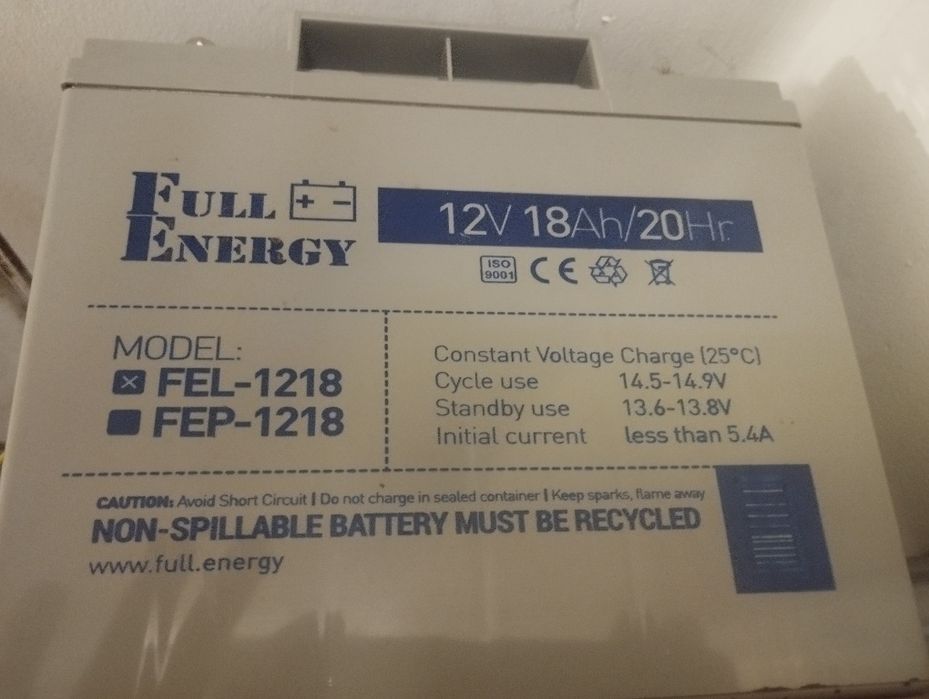 FULL
ENERGY
12V 18Ah/20Hr
ISO
9001
CE
MODEL:
FEL-1218
FEP-1218
Constant Voltage Charge (25°C)
Cycle use 14.5-14.9V
Standby use 13.6-13.8V
Initial current less than 5.4A
CAUTION: Avoid Short Circuit | Do not charge in sealed container | Keep sparks, flame away
NON-SPILLABLE BATTERY MUST BE RECYCLED
www.full.energy